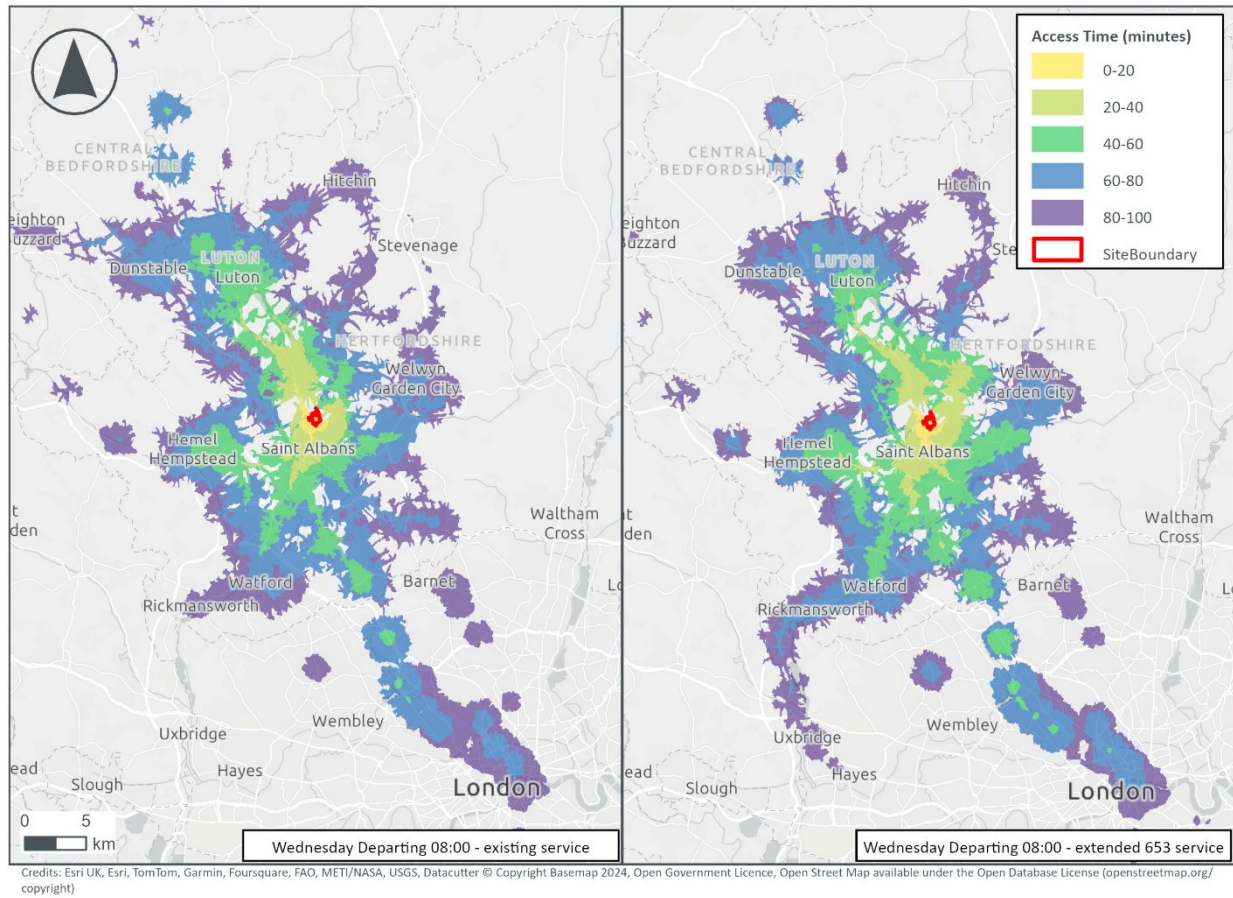 CENTRAL
BEDFORDSHIRE
Hitchin
eighton
Buzzard
Stevenage
Dunstable
LUTON
Luton
HERTFORDSHIRE
Welwyn
Garden City
Hemel
Hempstead
Saint Albans
Waltham
Cross
den
Watford
Barnet
Rickmansworth
Lo
Wembley
Uxbridge
Hayes
ead
Slough
London
0 5
km
Wednesday Departing 08:00 - existing service
Access Time (minutes)
0-20
20-40
40-60
60-80
80-100
SiteBoundary
CENTRAL
BEDFORDSHIRE
Hitchin
eighton
Buzzard
Ste
Dunstable
LUTON
Luton
HERTFORDSHIRE
Welwyn
Garden City
Hemel
Hempstead
Saint Albans
Waltham
Cross
den
Watford
Barnet
Rickmansworth
Lo
Wembley
Uxbridge
Hayes
ead
Slough
London
Wednesday Departing 08:00 - extended 653 service
Credits: Esri UK, Esri, TomTom, Garmin, Foursquare, FAO, METI/NASA, USGS, Datacutter © Copyright Basemap 2024, Open Government Licence, Open Street Map available under the Open Database License (openstreetmap.org/
copyright)